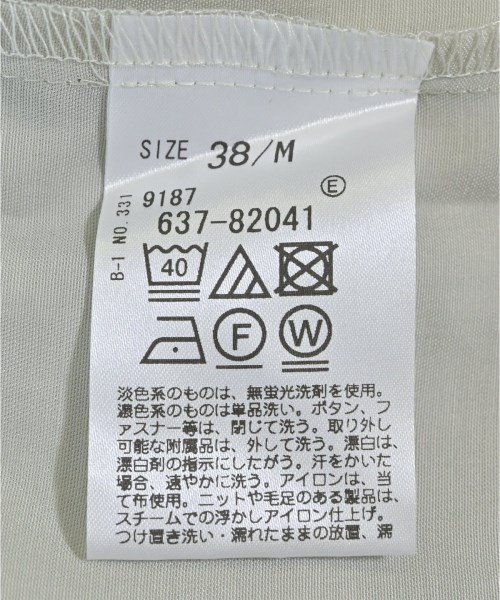 SIZE 38/M
B-1 NO.331
9187
Ⓔ
637-82041
40
F
W
淡色系のものは、無蛍光洗剤を使用。
濃色系のものは単品洗い。ボタン、フ
ァスナー等は、閉じて洗う。取り外し
可能な附属品は、外して洗う。漂白は、
漂白剤の指示にしたがう。汗をかいた
場合、速やかに洗う。アイロンは、当
て布使用。ニットや毛足のある製品は、
スチームでの浮かしアイロン仕上げ。
つけ置き洗い・濡れたままの放置、濡